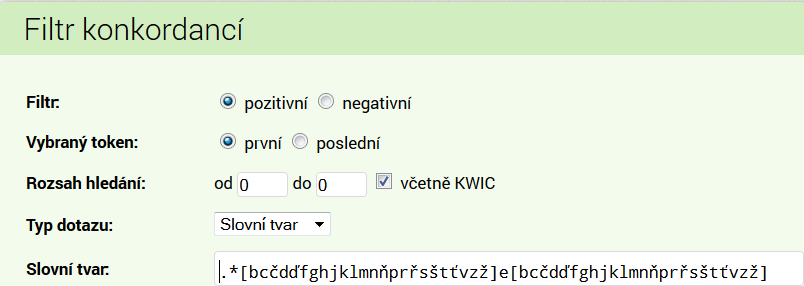 Filtr konkordancí
Filtr: pozitivní negativní
Vybraný token: první poslední
Rozsah hledání: od 0 do 0 včetně KWIC
Typ dotazu: Slovní tvar
Slovní tvar: .*[bcčdďfghjklmnňprřsštťvzž]e[bcčdďfghjklmnňprřsštťvzž]